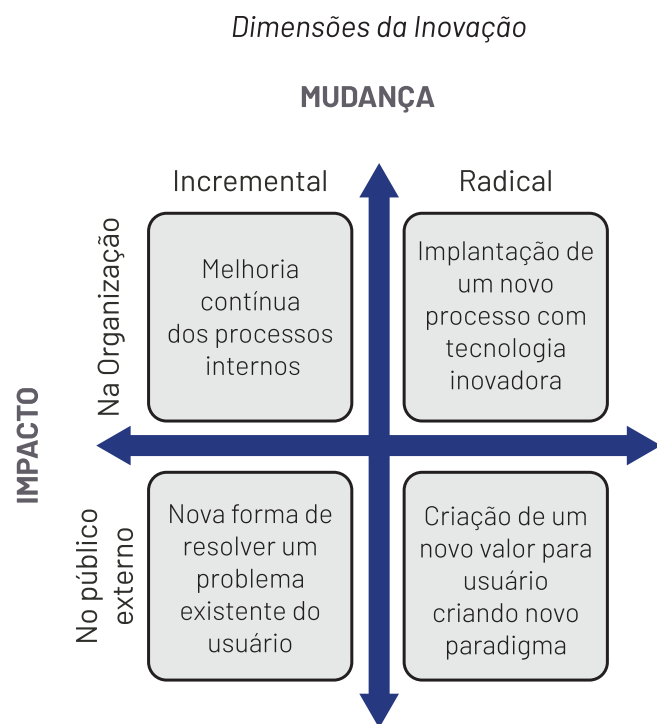 Dimensões da Inovação
MUDANÇA
Incremental
Radical
IMPACTO
Na Organização
Melhoria
contínua
dos processos
internos
Implantação de
um novo
processo com
tecnologia
inovadora
No público
externo
Nova forma de
resolver um
problema
existente do
usuário
Criação de um
novo valor para
usuário
criando novo
paradigma